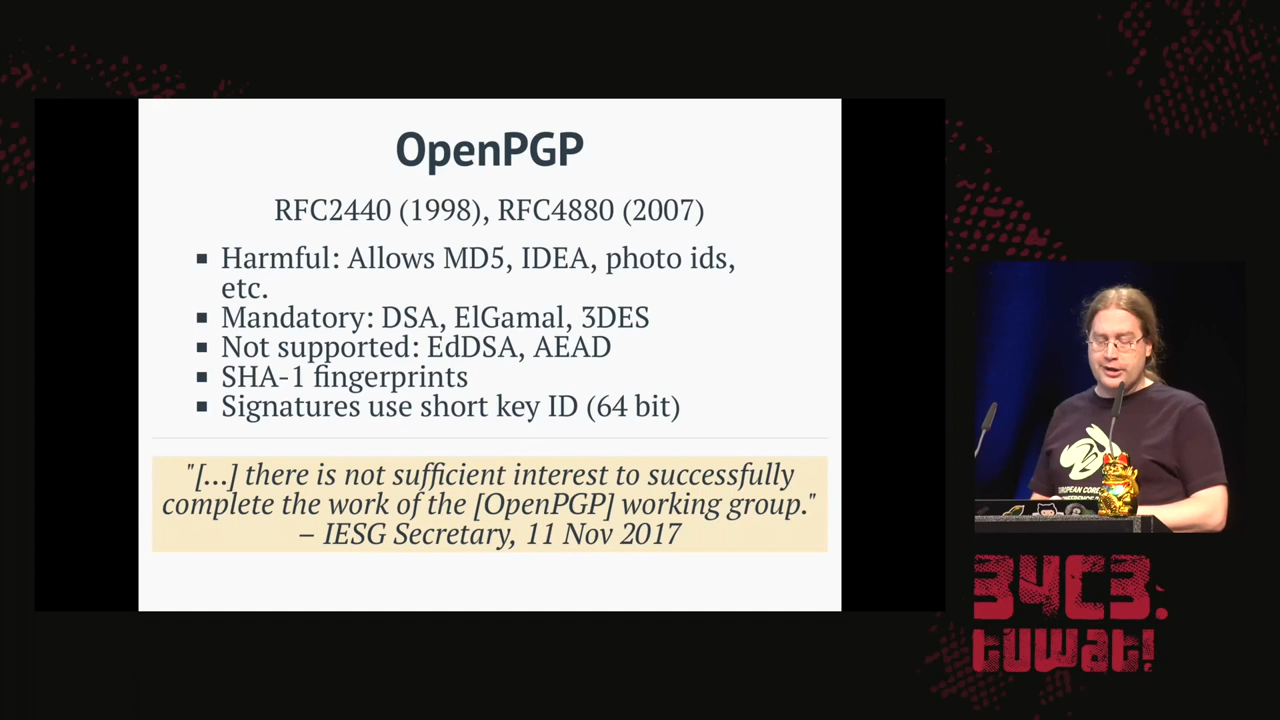 OpenPGP
RFC2440 (1998), RFC4880 (2007)
▪ Harmful: Allows MD5, IDEA, photo ids,
etc.
▪ Mandatory: DSA, ElGamal, 3DES
▪ Not supported: EdDSA, AEAD
▪ SHA-1 fingerprints
▪ Signatures use short key ID (64 bit)
"[...] there is not sufficient interest to successfully
complete the work of the [OpenPGP] working group."
– IESG Secretary, 11 Nov 2017
EUROPEAN
34C3.
tuwat!